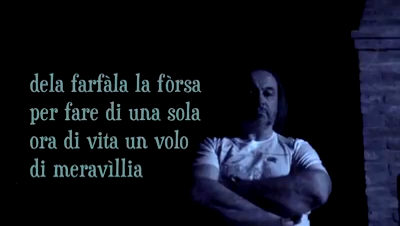 dela farfàla la fòrsa
per fare di una sola
ora di vita un volo
di meravìllia